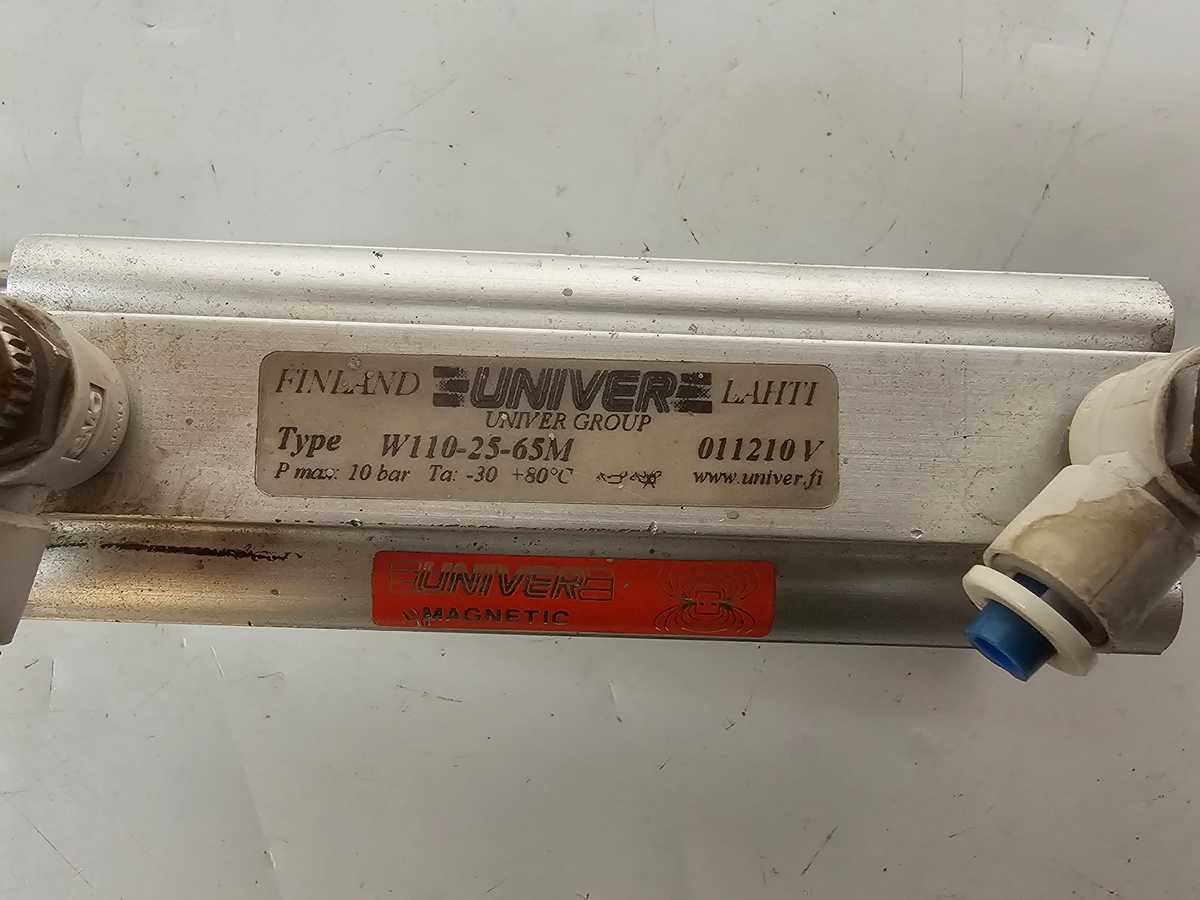 FINLAND UNIVER LAHTI
UNIVER GROUP
Type W110-25-65M 011210 V
P max: 10 bar Ta: -30 +80°C www.univer.fi
UNIVER
MAGNETIC